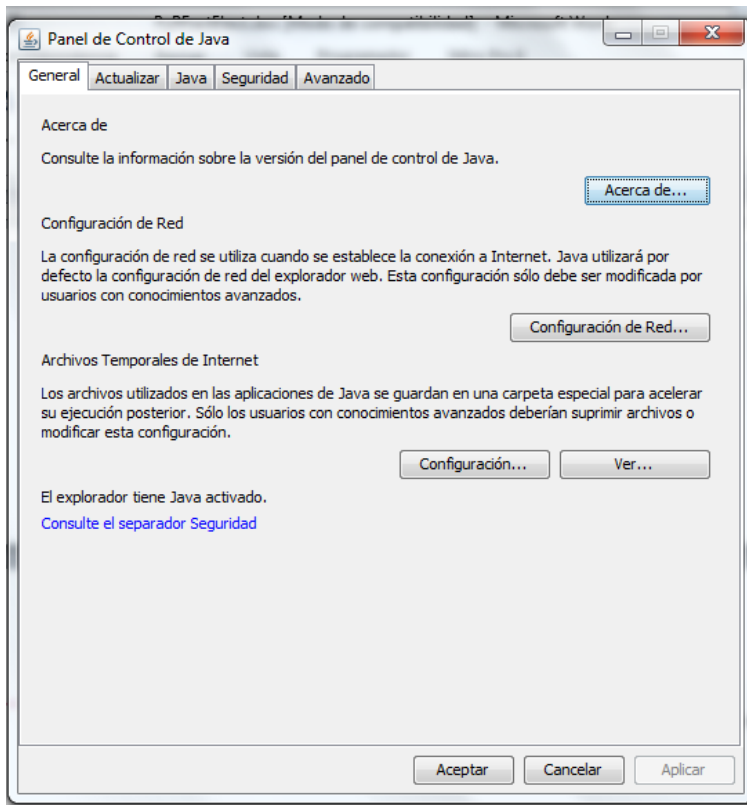 Panel de Control de Java
General Actualizar Java Seguridad Avanzado
Acerca de
Consulte la información sobre la versión del panel de control de Java.
Acerca de...
Configuración de Red
La configuración de red se utiliza cuando se establece la conexión a Internet. Java utilizará por
defecto la configuración de red del explorador web. Esta configuración sólo debe ser modificada por
usuarios con conocimientos avanzados.
Configuración de Red...
Archivos Temporales de Internet
Los archivos utilizados en las aplicaciones de Java se guardan en una carpeta especial para acelerar
su ejecución posterior. Sólo los usuarios con conocimientos avanzados deberían suprimir archivos o
modificar esta configuración.
Configuración... Ver...
El explorador tiene Java activado.
Consulte el separador Seguridad
Aceptar Cancelar Aplicar